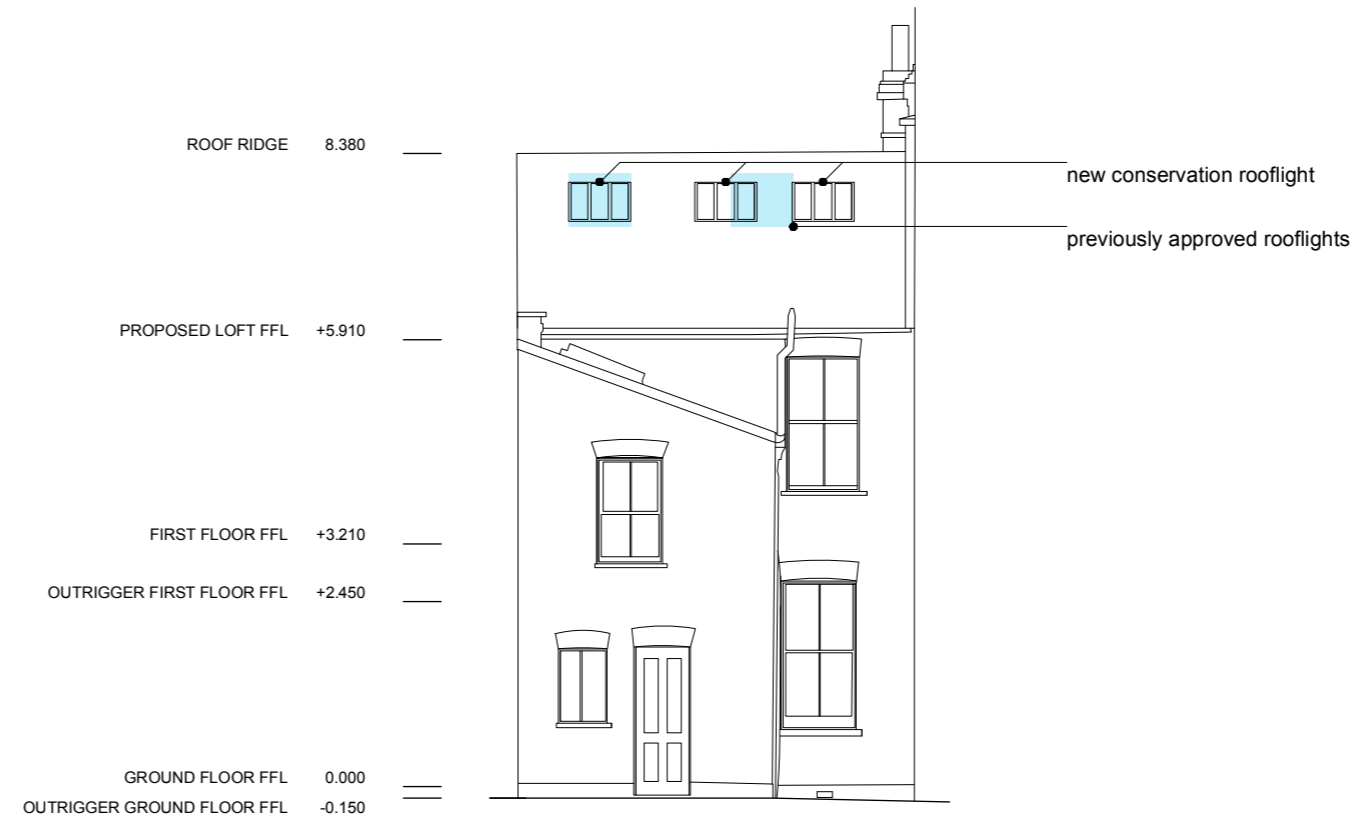 ROOF RIDGE 8.380
new conservation rooflight
previously approved rooflights
PROPOSED LOFT FFL +5.910
FIRST FLOOR FFL +3.210
OUTRIGGER FIRST FLOOR FFL +2.450
GROUND FLOOR FFL 0.000
OUTRIGGER GROUND FLOOR FFL -0.150